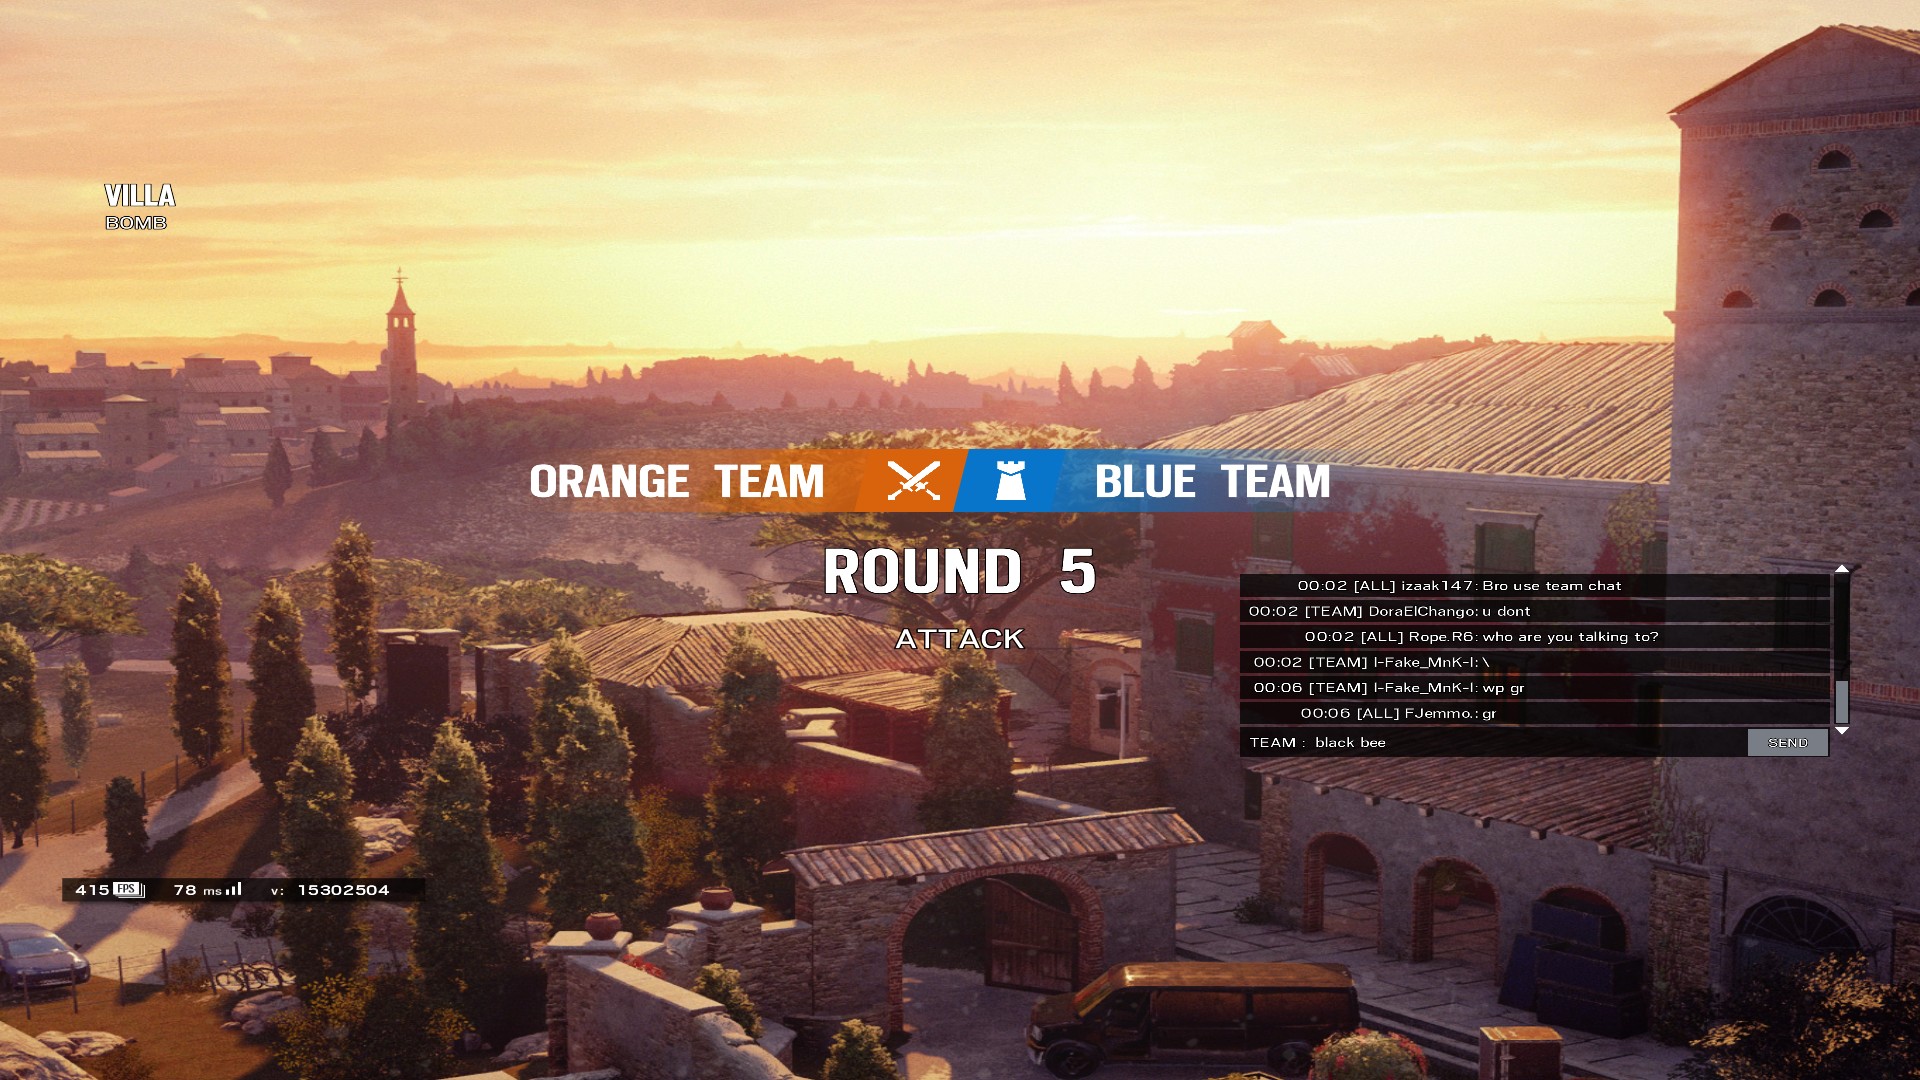 VILLA
BOMB
ORANGE TEAM
BLUE TEAM
ROUND 5
ATTACK
00:02 [ALL] izaak147: Bro use team chat
00:02 [TEAM] DoraElChango: u dont
00:02 [ALL] Rope.R6: who are you talking to?
00:02 [TEAM] I-Fake_MnK-I: \
00:06 [TEAM] I-Fake_MnK-I: wp gr
00:06 [ALL] FJemmo.: gr
TEAM : black bee
SEND
415 FPS 78 ms v: 15302504